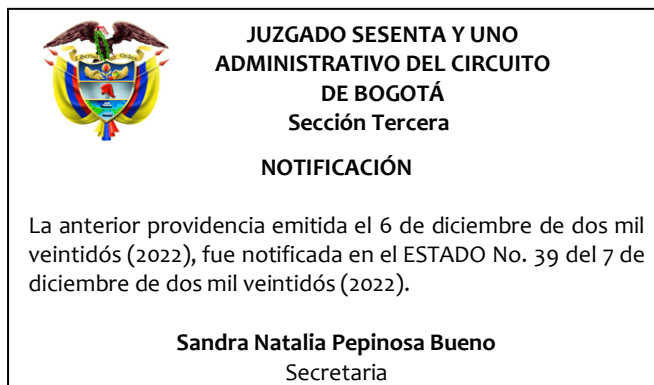 JUZGADO SESENTA Y UNO
ADMINISTRATIVO DEL CIRCUITO
DE BOGOTÁ
Sección Tercera
NOTIFICACIÓN
La anterior providencia emitida el 6 de diciembre de dos mil
veintidós (2022), fue notificada en el ESTADO No. 39 del 7 de
diciembre de dos mil veintidós (2022).
Sandra Natalia Pepinosa Bueno
Secretaria